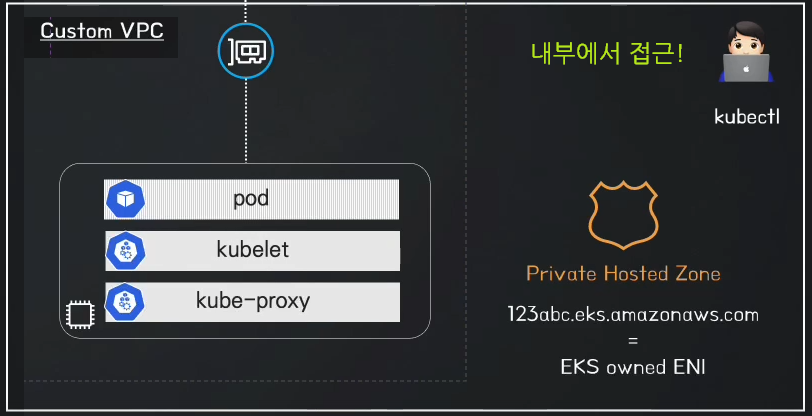 Custom VPC
내부에서 접근!
kubectl
pod
kubelet
kube-proxy
Private Hosted Zone
123abc.eks.amazonaws.com
=
EKS owned ENI